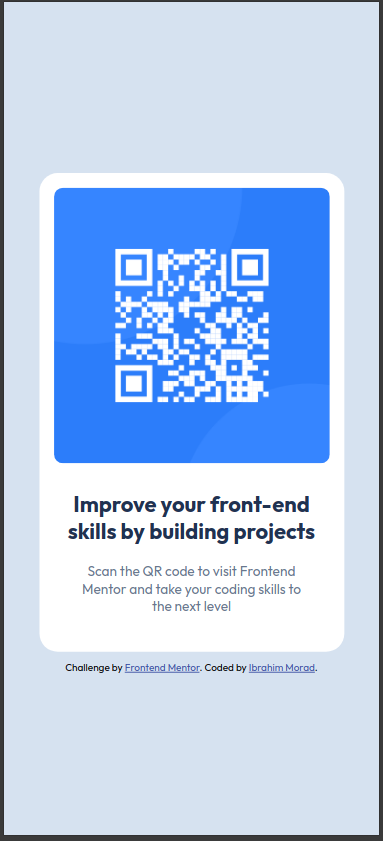 Improve your front-end
skills by building projects
Scan the QR code to visit Frontend
Mentor and take your coding skills to
the next level
Challenge by Frontend Mentor. Coded by Ibrahim Morad.